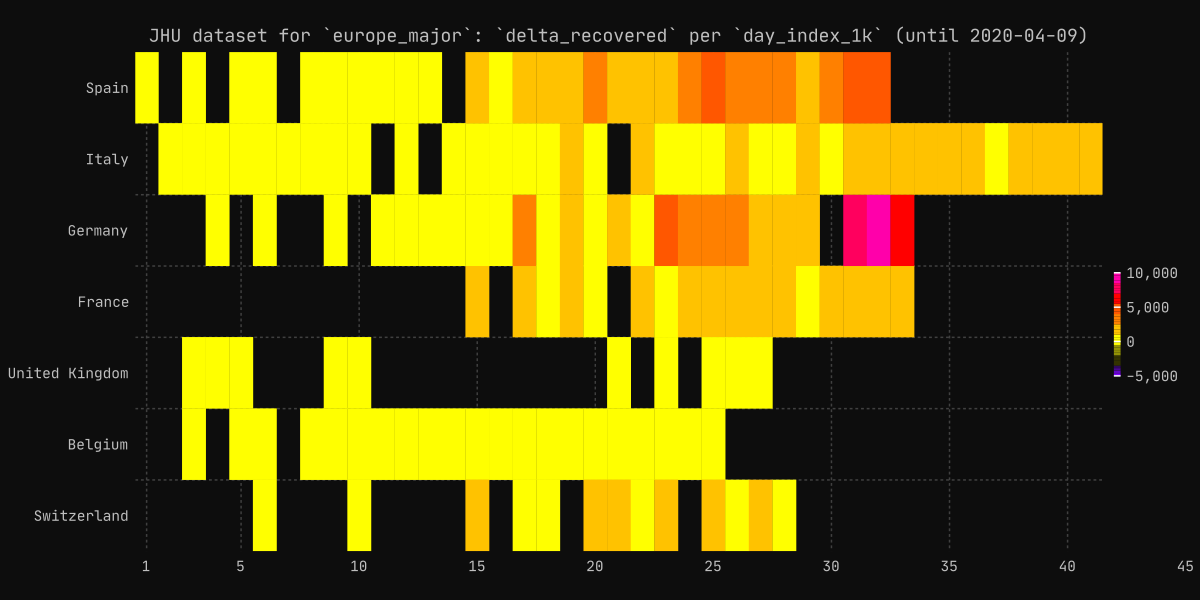 JHU dataset for `europe_major`: `delta_recovered` per `day_index_1k` (until 2020-04-09)
Spain
Italy
Germany
France
United Kingdom
Belgium
Switzerland
10,000
5,000
0
-5,000
1 5 10 15 20 25 30 35 40 45